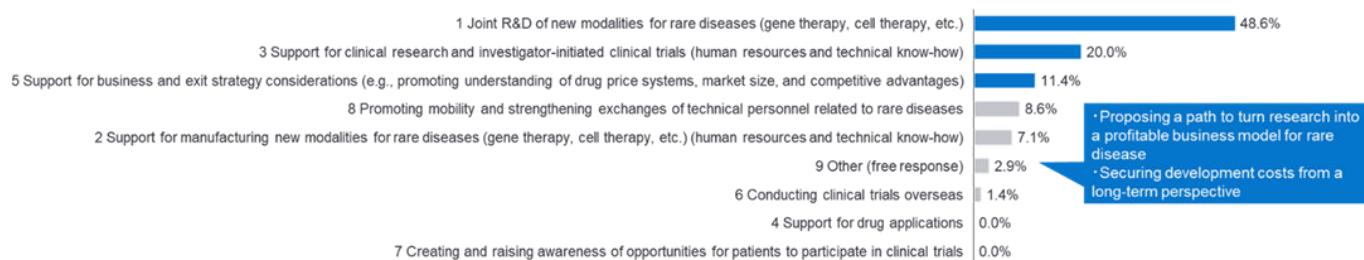 1 Joint R&D of new modalities for rare diseases (gene therapy, cell therapy, etc.) 48.6%
3 Support for clinical research and investigator-initiated clinical trials (human resources and technical know-how) 20.0%
5 Support for business and exit strategy considerations (e.g., promoting understanding of drug price systems, market size, and competitive advantages) 11.4%
8 Promoting mobility and strengthening exchanges of technical personnel related to rare diseases 8.6%
2 Support for manufacturing new modalities for rare diseases (gene therapy, cell therapy, etc.) (human resources and technical know-how) 7.1%
9 Other (free response) 2.9%
6 Conducting clinical trials overseas 1.4%
4 Support for drug applications 0.0%
7 Creating and raising awareness of opportunities for patients to participate in clinical trials 0.0%
・Proposing a path to turn research into
a profitable business model for rare
disease
・Securing development costs from a
long-term perspective